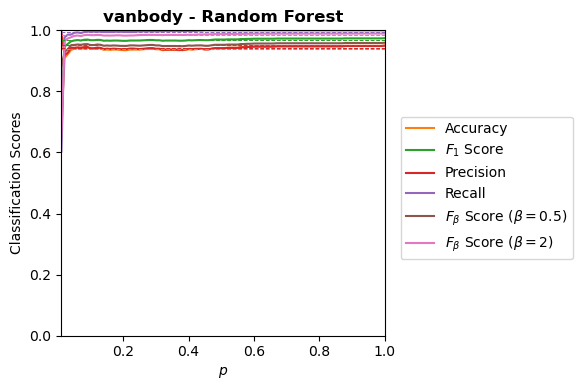 vanbody - Random Forest
Classification Scores
1.0
0.8
0.6
0.4
0.2
0.0
0.2 0.4 0.6 0.8 1.0
p
Accuracy
F₁ Score
Precision
Recall
Fᵦ Score (β = 0.5)
Fᵦ Score (β = 2)